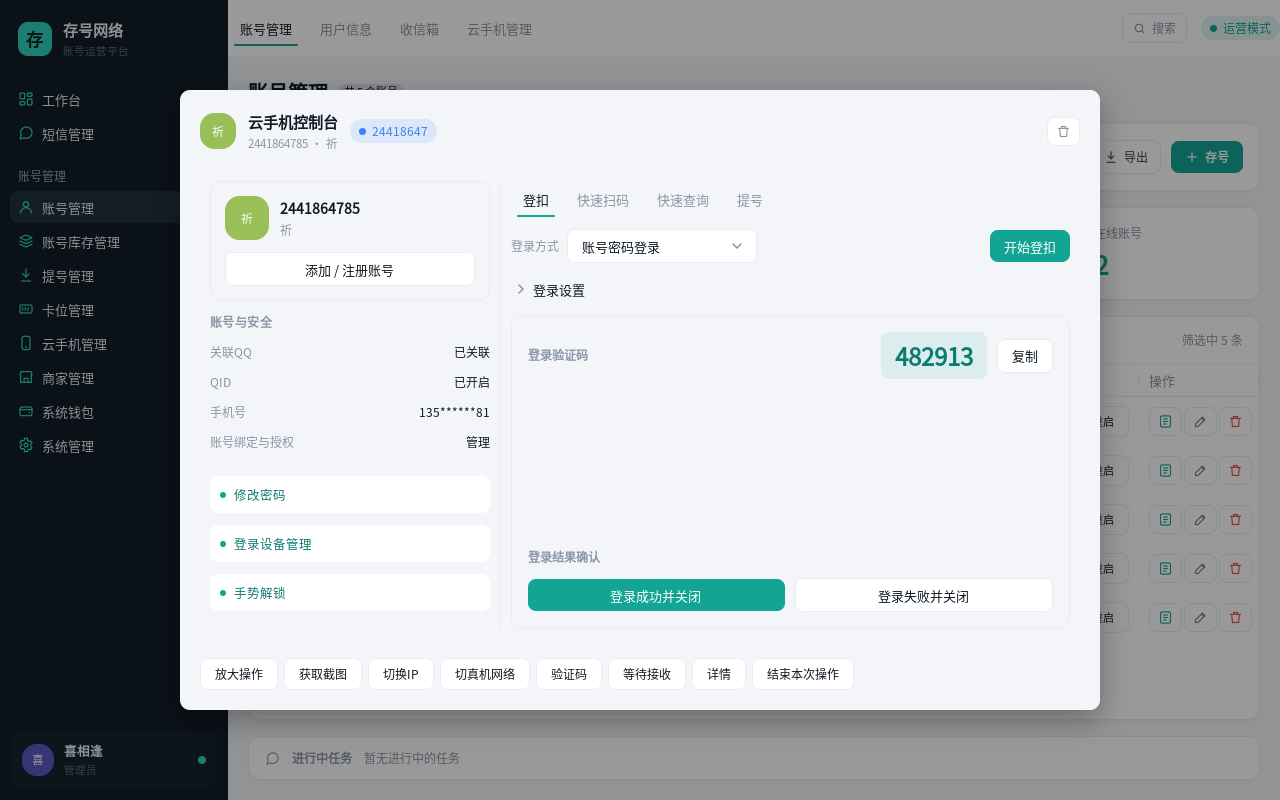 存
存号网络
账号运营平台
工作台
短信管理
账号管理
账号管理
账号库存管理
提号管理
卡位管理
云手机管理
商家管理
系统钱包
系统管理
喜
喜相逢
管理员
账号管理
用户信息
收信箱
云手机管理
搜索
运营模式
导出
存号
在线账号
2
筛选中 5 条
操作
祈
云手机控制台
2441864785 · 祈
24418647
祈
2441864785
祈
添加 / 注册账号
账号与安全
关联QQ
已关联
QID
已开启
手机号
135******81
账号绑定与授权
管理
修改密码
登录设备管理
手势解锁
登扣
快速扫码
快速查询
提号
登录方式
账号密码登录
开始登扣
登录设置
登录验证码
482913
复制
登录结果确认
登录成功并关闭
登录失败并关闭
放大操作
获取截图
切换IP
切真机网络
验证码
等待接收
详情
结束本次操作
进行中任务
暂无进行中的任务